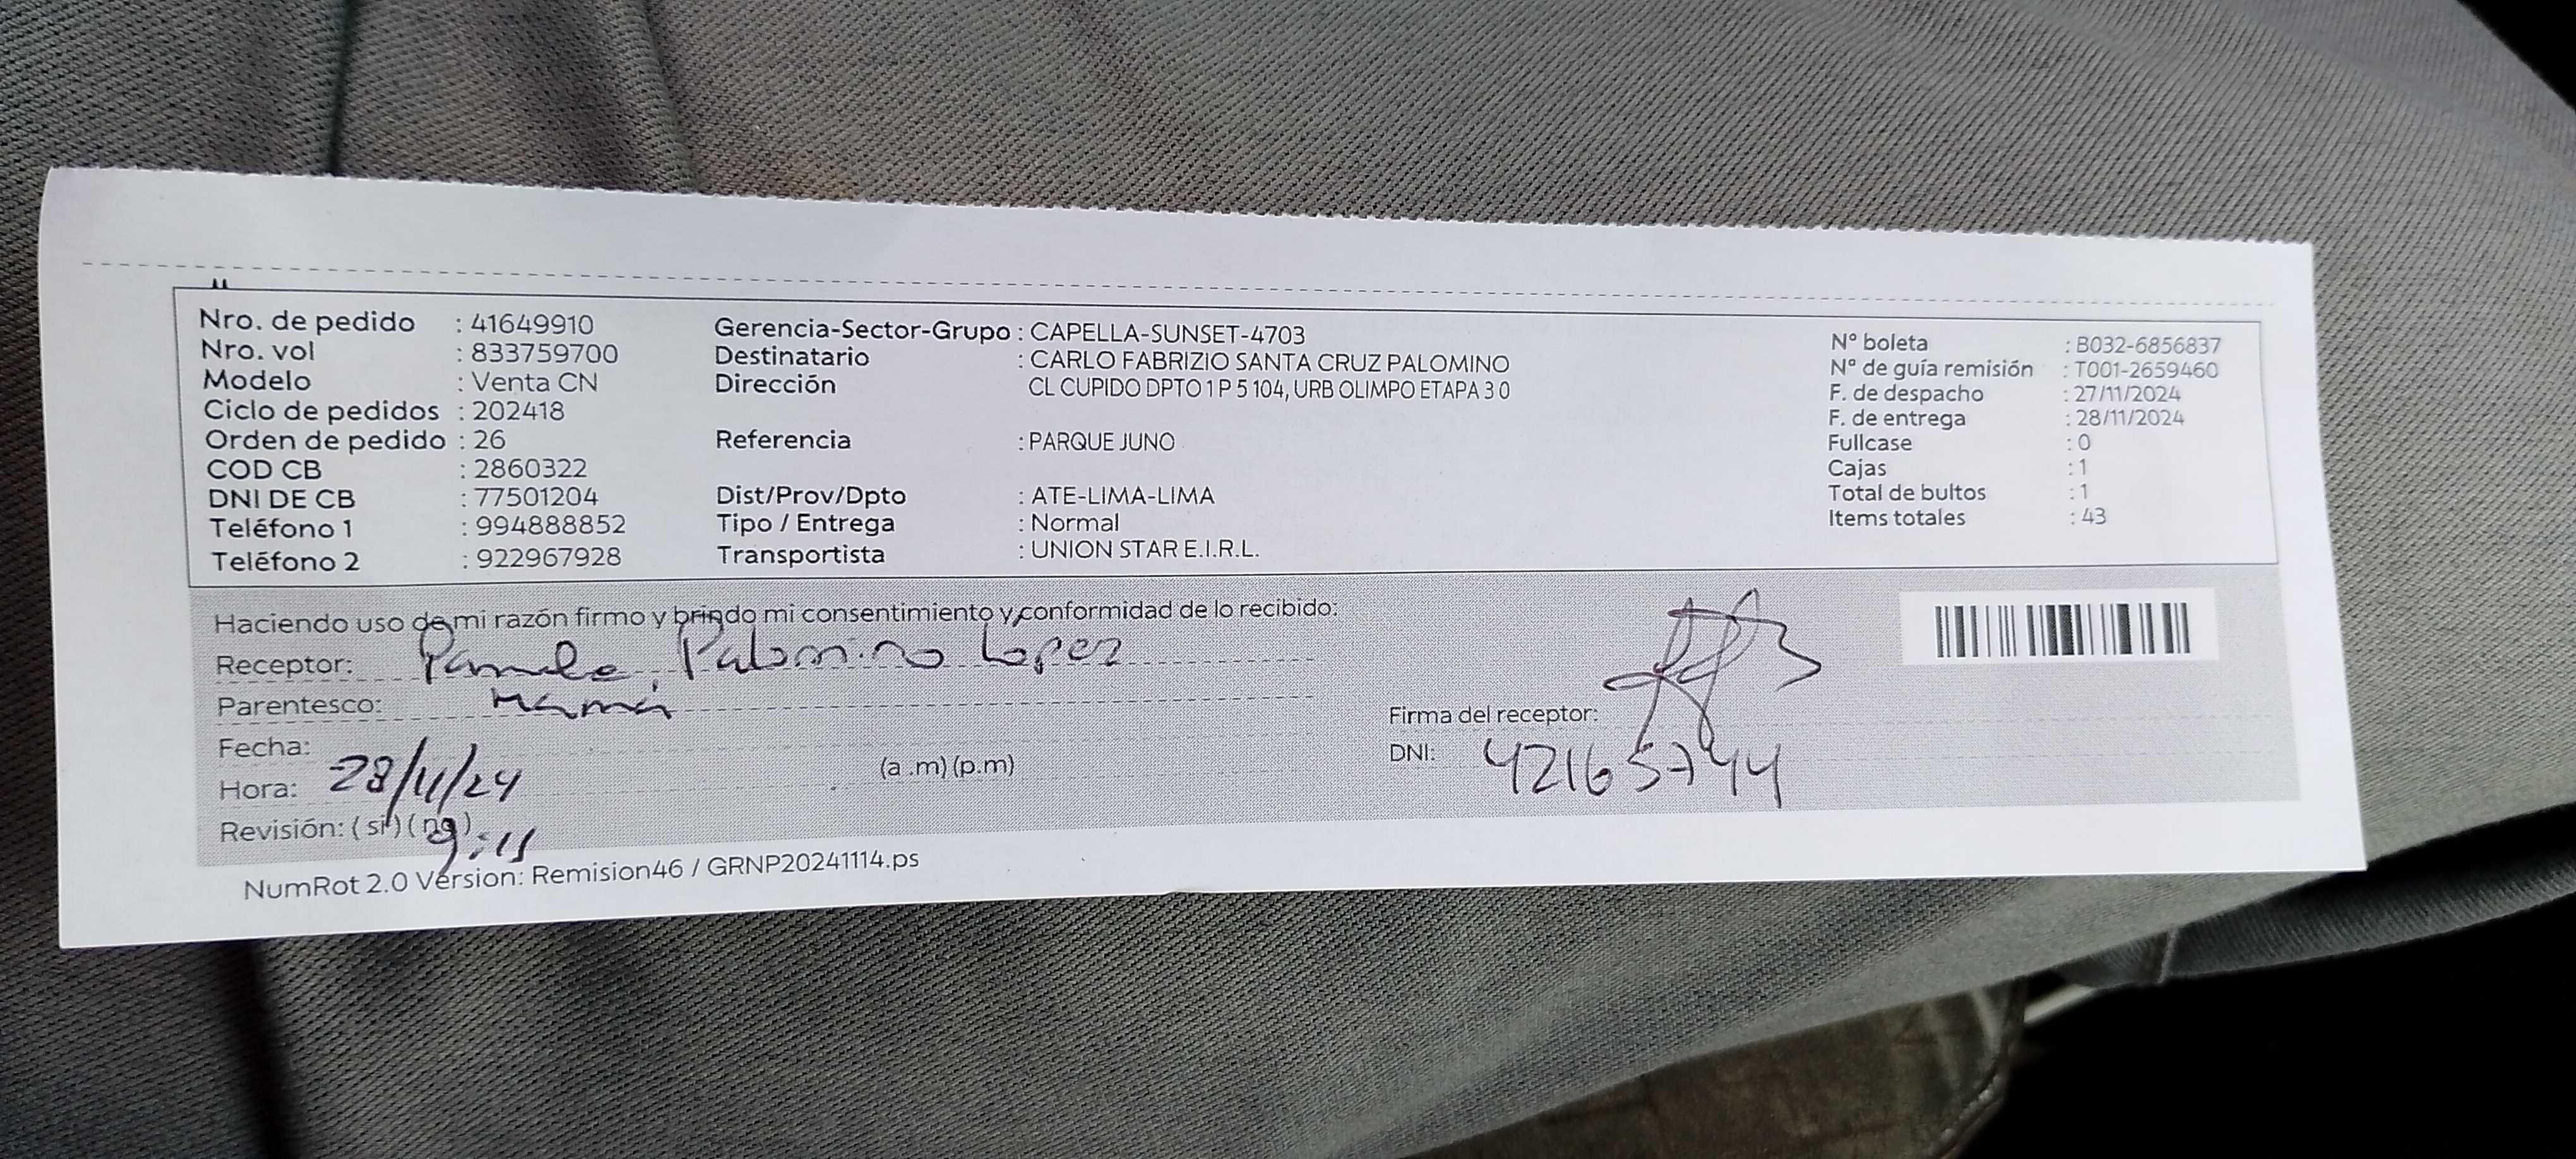 Nro. de pedido : 41649910
Nro. vol : 833759700
Modelo : Venta CN
Ciclo de pedidos : 202418
Orden de pedido : 26
COD CB : 2860322
DNI DE CB : 77501204
Teléfono 1 : 994888852
Teléfono 2 : 922967928
Gerencia-Sector-Grupo : CAPELLA-SUNSET-4703
Destinatario : CARLO FABRIZIO SANTA CRUZ PALOMINO
Dirección CL CUPIDO DPTO 1 P 5 104, URB OLIMPO ETAPA 3 0
Referencia : PARQUE JUNO
Dist/Prov/Dpto : ATE-LIMA-LIMA
Tipo / Entrega : Normal
Transportista : UNION STAR E.I.R.L.
Nº boleta : B032-6856837
Nº de guía remisión : T001-2659460
F. de despacho : 27/11/2024
F. de entrega : 28/11/2024
Fullcase : 0
Cajas : 1
Total de bultos : 1
Items totales : 43
Haciendo uso de mi razón firmo y brindo mi consentimiento y conformidad de lo recibido:
Receptor: Pamela Palomino Lopez
Parentesco: Mamá
Fecha: 28/11/24
Hora: 9:11 (a .m) (p.m)
Revisión: ( si ) ( no )
Firma del receptor:
DNI: 42165744
NumRot 2.0 Version: Remision46 / GRNP20241114.ps